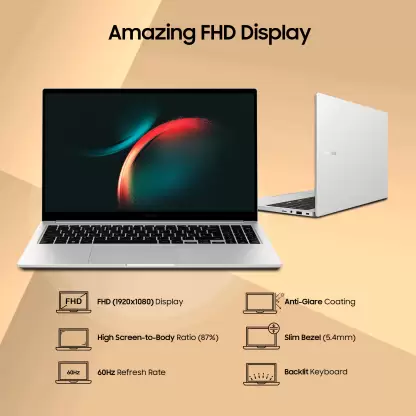 Amazing FHD Display
FHD
FHD (1920x1080) Display
Anti-Glare Coating
High Screen-to-Body Ratio (87%)
Slim Bezel (5.4mm)
60Hz
60Hz Refresh Rate
Backlit Keyboard